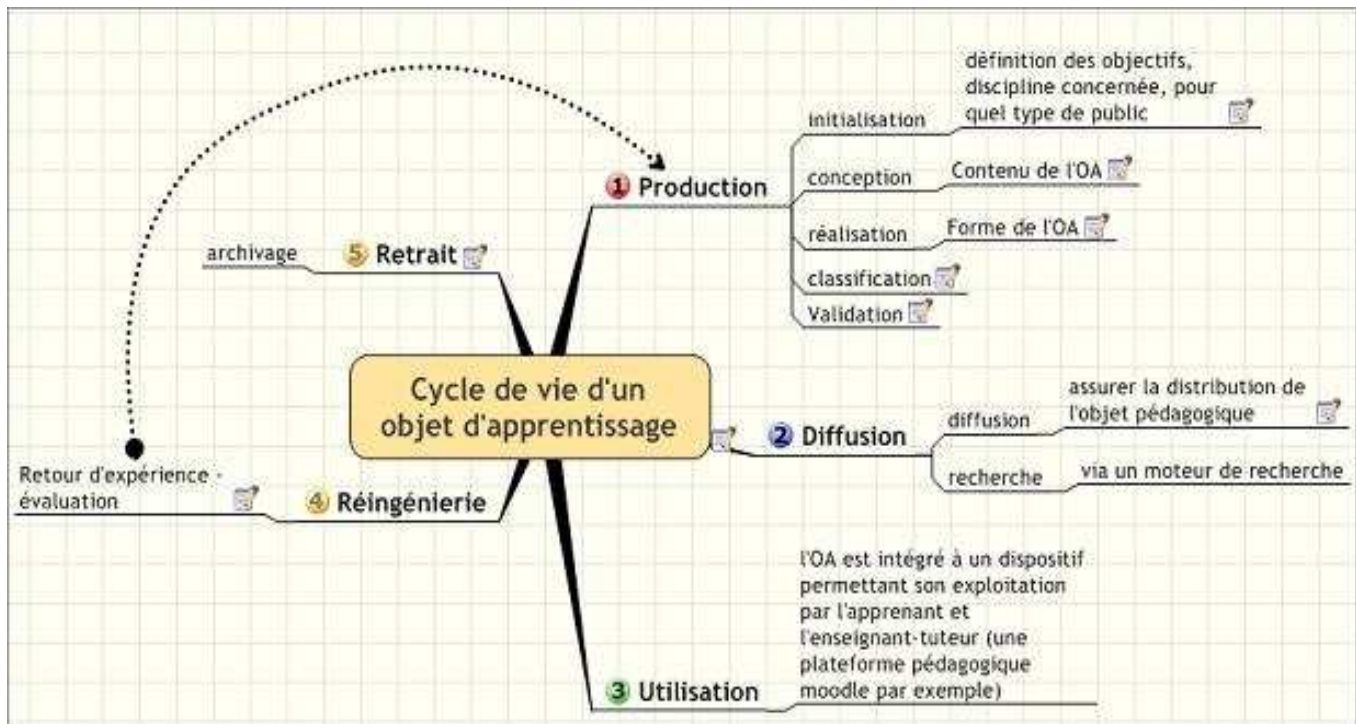 Cycle de vie d'un
objet d'apprentissage
1 Production
initialisation
dèfinition des objectifs,
discipline concernée, pour
quel type de public
conception
Contenu de l'OA
réalisation
Forme de l'OA
classification
Validation
2 Diffusion
diffusion
assurer la distribution de
l'objet pédagogique
recherche
via un moteur de recherche
3 Utilisation
l'OA est intégré à un dispositif
permettant son exploitation
par l'apprenant et
l'enseignant-tuteur (une
plateforme pédagogique
moodle par exemple)
4 Réingénierie
Retour d'expérience -
évaluation
5 Retrait
archivage